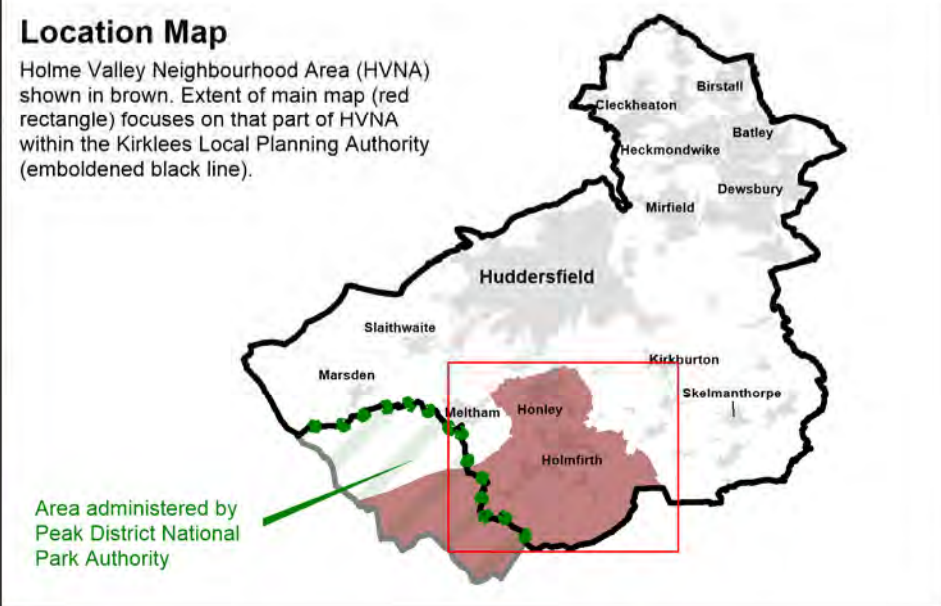 Location Map
Holme Valley Neighbourhood Area (HVNA)
shown in brown. Extent of main map (red
rectangle) focuses on that part of HVNA
within the Kirklees Local Planning Authority
(emboldened black line).
Birstall
Cleckheaton
Batley
Heckmondwike
Dewsbury
Mirfield
Huddersfield
Slaithwaite
Kirkburton
Marsden
Skelmanthorpe
Meltham
Honley
Holmfirth
Area administered by
Peak District National
Park Authority